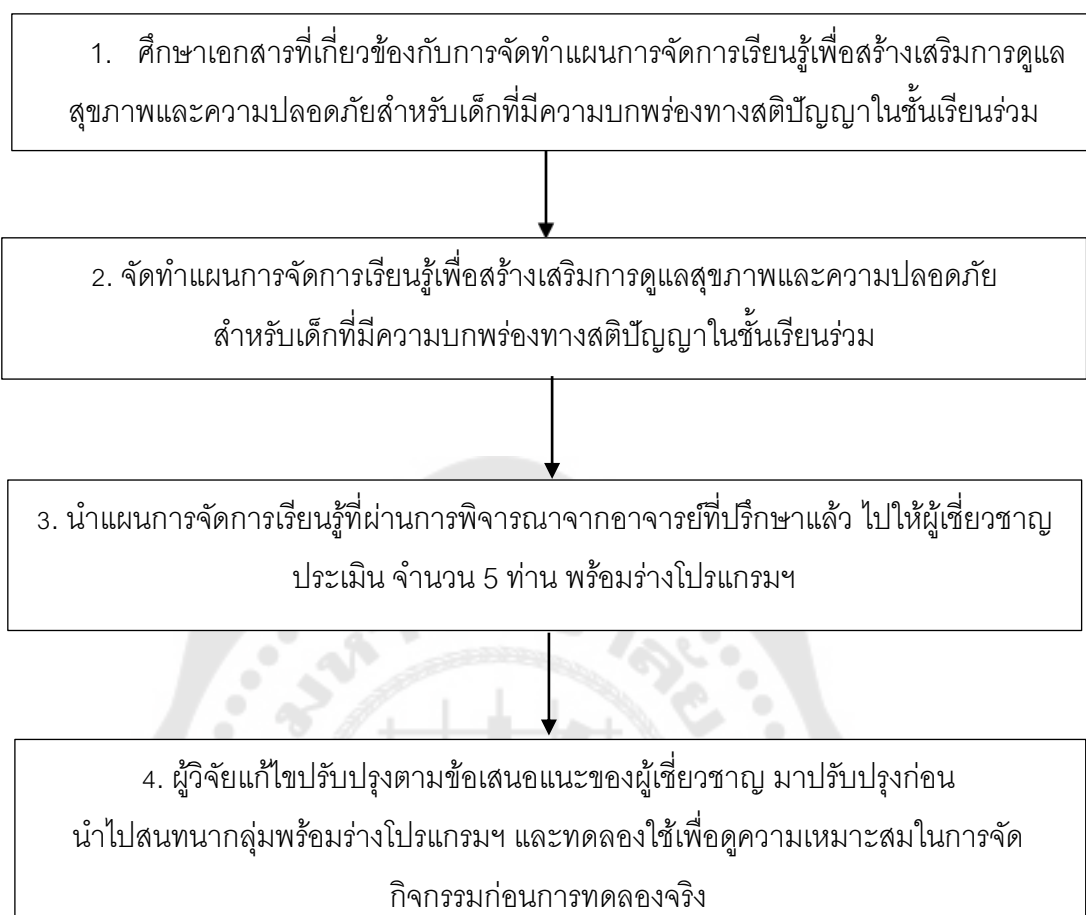 1. ศึกษาเอกสารที่เกี่ยวข้องกับการจัดทำแผนการจัดการเรียนรู้เพื่อสร้างเสริมการดูแล
สุขภาพและความปลอดภัยสำหรับเด็กที่มีความบกพร่องทางสติปัญญาในชั้นเรียนร่วม
2. จัดทำแผนการจัดการเรียนรู้เพื่อสร้างเสริมการดูแลสุขภาพและความปลอดภัย
สำหรับเด็กที่มีความบกพร่องทางสติปัญญาในชั้นเรียนร่วม
3. นำแผนการจัดการเรียนรู้ที่ผ่านการพิจารณาจากอาจารย์ที่ปรึกษาแล้ว ไปให้ผู้เชี่ยวชาญ
ประเมิน จำนวน 5 ท่าน พร้อมร่างโปรแกรมฯ
4. ผู้วิจัยแก้ไขปรับปรุงตามข้อเสนอแนะของผู้เชี่ยวชาญ มาปรับปรุงก่อน
นำไปสนทนากลุ่มพร้อมร่างโปรแกรมฯ และทดลองใช้เพื่อดูความเหมาะสมในการจัด
กิจกรรมก่อนการทดลองจริง